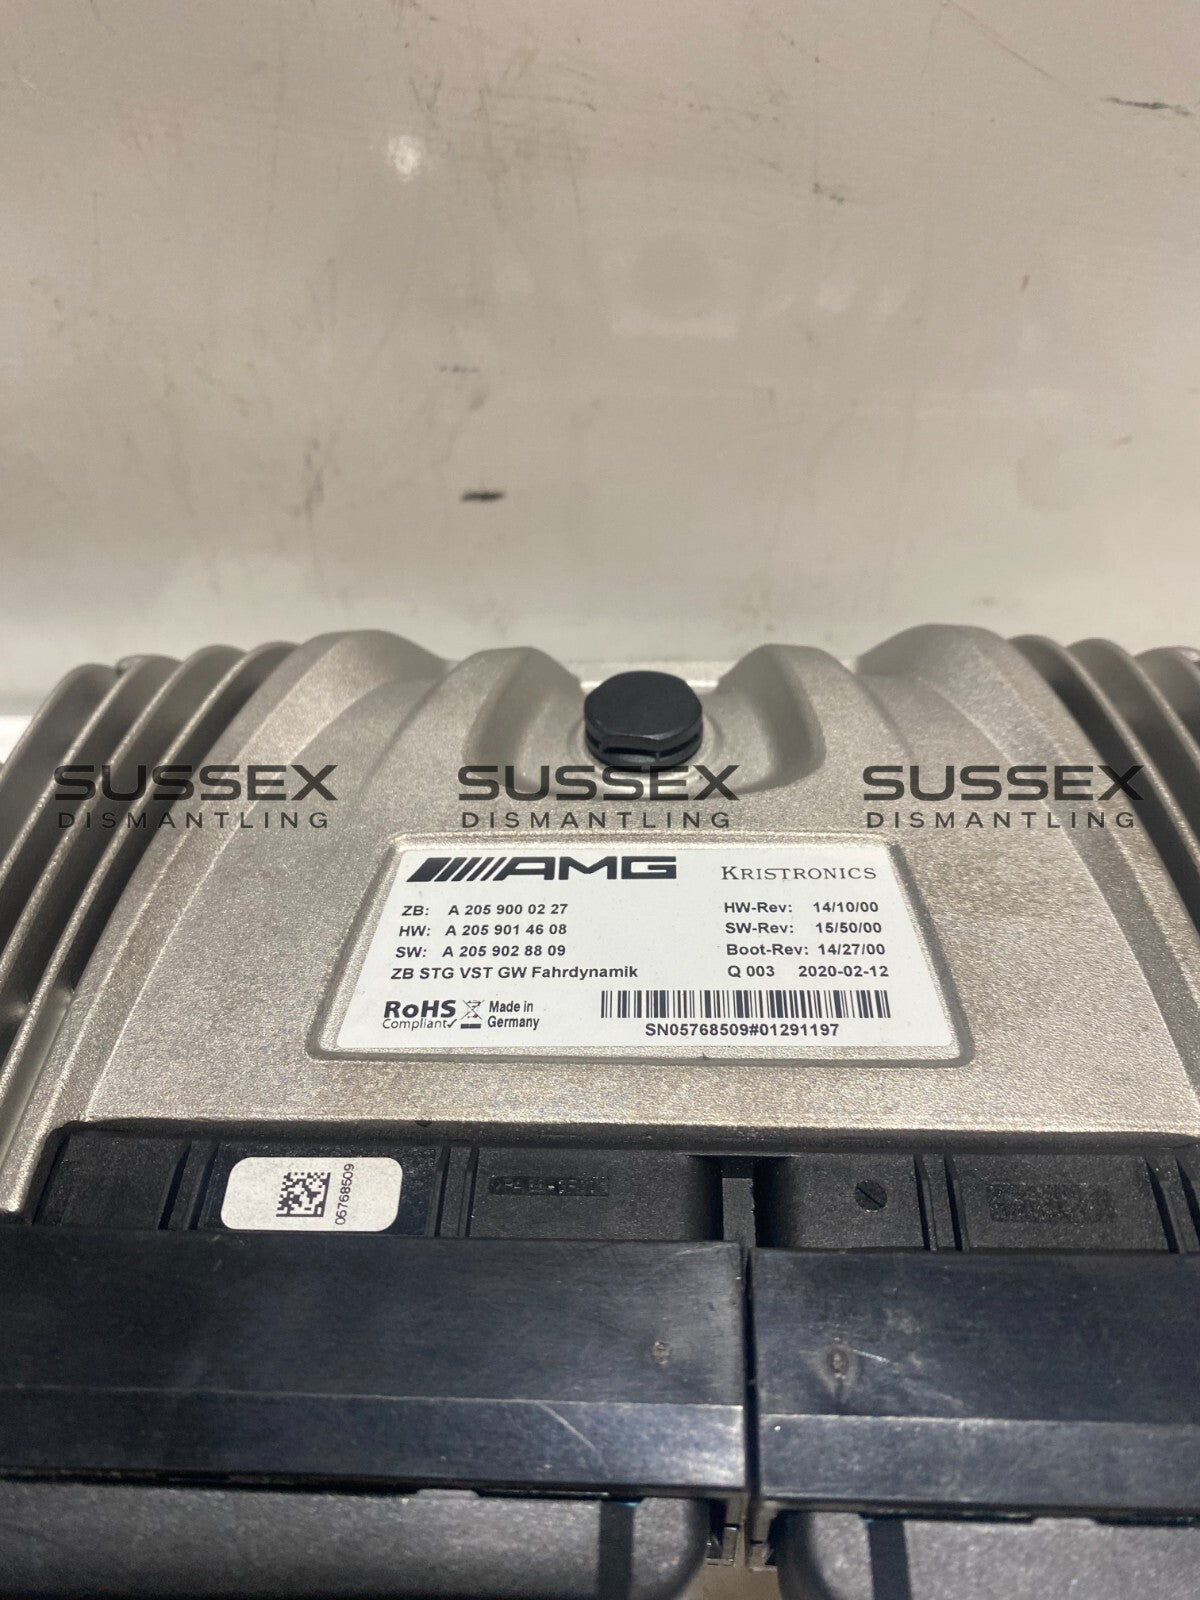 SUSSEX SUSSEX SUSSEX
DISMANTLING DISMANTLING DISMANTLING
AMG KRISTRONICS
ZB: A 205 900 02 27 HW-Rev: 14/10/00
HW: A 205 901 46 08 SW-Rev: 15/50/00
SW: A 205 902 88 09 Boot-Rev: 14/27/00
ZB STG VST GW Fahrdynamik Q 003 2020-02-12
RoHS Made in
Compliant Germany
SN05768509#01291197
05768509